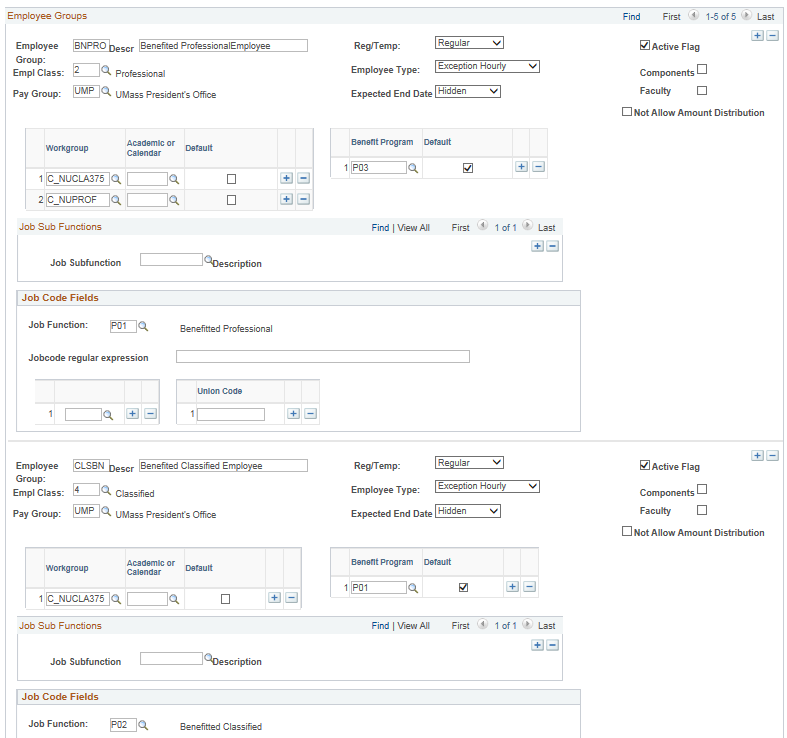 Employee Groups Find First 1-5 of 5 Last
Employee Group: BNPRO Descr Benefited ProfessionalEmployee Reg/Temp: Regular Active Flag
Empl Class: 2 Professional Employee Type: Exception Hourly Components
Pay Group: UMP UMass President's Office Expected End Date Hidden Faculty
Not Allow Amount Distribution
Workgroup Academic or Calendar Default
1 C_NUCLA375
2 C_NUPROF
Benefit Program Default
1 P03
Job Sub Functions Find | View All First 1 of 1 Last
Job Subfunction Description
Job Code Fields
Job Function: P01 Benefitted Professional
Jobcode regular expression
Union Code
1 1
Employee Group: CLSBN Descr Benefited Classified Employee Reg/Temp: Regular Active Flag
Empl Class: 4 Classified Employee Type: Exception Hourly Components
Pay Group: UMP UMass President's Office Expected End Date Hidden Faculty
Not Allow Amount Distribution
Workgroup Academic or Calendar Default
1 C_NUCLA375
Benefit Program Default
1 P01
Job Sub Functions Find | View All First 1 of 1 Last
Job Subfunction Description
Job Code Fields
Job Function: P02 Benefitted Classified